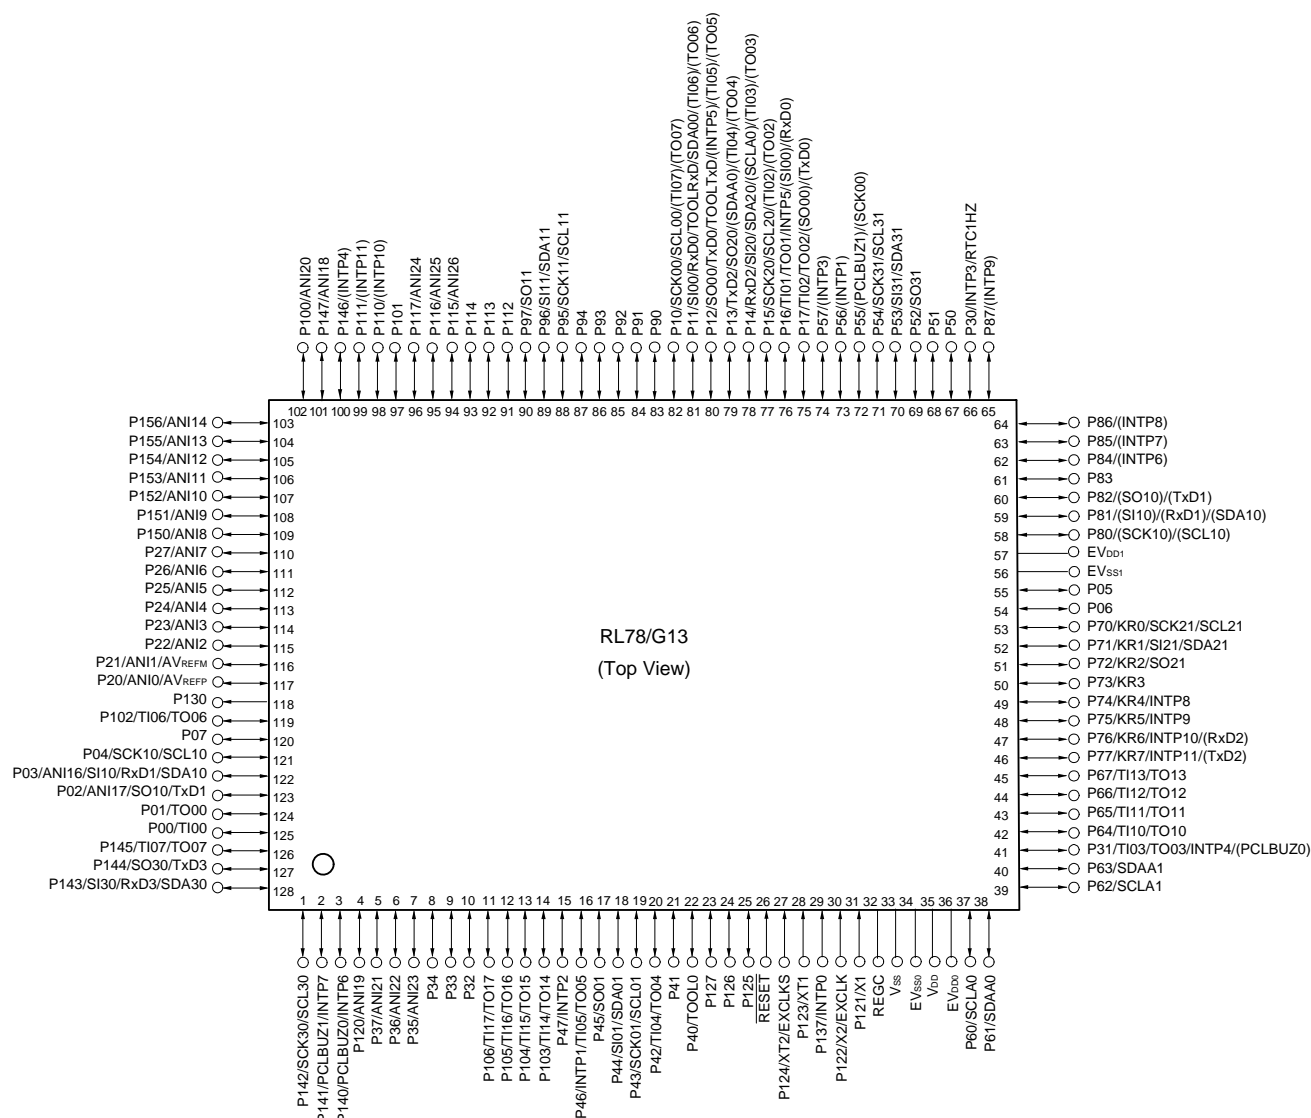 P100/ANI20
P147/ANI18
P146/(INTP4)
P111/(INTP11)
P110/(INTP10)
P101
P117/ANI24
P116/ANI25
P115/ANI26
P114
P113
P112
P97/SO11
P96/SI11/SDA11
P95/SCK11/SCL11
P94
P93
P92
P91
P90
P10/SCK00/SCL00/(TI07)/(TO07)
P11/SI00/RxD0/TOOLRxD/SDA00/(TI06)/(TO06)
P12/SO00/TxD0/TOOLTxD/(INTP5)/(TI05)/(TO05)
P13/TxD2/SO20/(SDAA0)/(TI04)/(TO04)
P14/RxD2/SI20/SDA20/(SCLA0)/(TI03)/(TO03)
P15/SCK20/SCL20/(TI02)/(TO02)
P16/TI01/TO01/INTP5/(SI00)/(RxD0)
P17/TI02/TO02/(SO00)/(TxD0)
P57/(INTP3)
P56/(INTP1)
P55/(PCLBUZ1)/(SCK00)
P54/SCK31/SCL31
P53/SI31/SDA31
P52/SO31
P51
P50
P30/INTP3/RTC1HZ
P87/(INTP9)
102 101 100 99 98 97 96 95 94 93 92 91 90 89 88 87 86 85 84 83 82 81 80 79 78 77 76 75 74 73 72 71 70 69 68 67 66 65
P156/ANI14 103
P155/ANI13 104
P154/ANI12 105
P153/ANI11 106
P152/ANI10 107
P151/ANI9 108
P150/ANI8 109
P27/ANI7 110
P26/ANI6 111
P25/ANI5 112
P24/ANI4 113
P23/ANI3 114
P22/ANI2 115
P21/ANI1/AVREFM 116
P20/ANI0/AVREFP 117
P130 118
P102/TI06/TO06 119
P07 120
P04/SCK10/SCL10 121
P03/ANI16/SI10/RxD1/SDA10 122
P02/ANI17/SO10/TxD1 123
P01/TO00 124
P00/TI00 125
P145/TI07/TO07 126
P144/SO30/TxD3 127
P143/SI30/RxD3/SDA30 128
RL78/G13
(Top View)
64 P86/(INTP8)
63 P85/(INTP7)
62 P84/(INTP6)
61 P83
60 P82/(SO10)/(TxD1)
59 P81/(SI10)/(RxD1)/(SDA10)
58 P80/(SCK10)/(SCL10)
57 EVDD1
56 EVSS1
55 P05
54 P06
53 P70/KR0/SCK21/SCL21
52 P71/KR1/SI21/SDA21
51 P72/KR2/SO21
50 P73/KR3
49 P74/KR4/INTP8
48 P75/KR5/INTP9
47 P76/KR6/INTP10/(RxD2)
46 P77/KR7/INTP11/(TxD2)
45 P67/TI13/TO13
44 P66/TI12/TO12
43 P65/TI11/TO11
42 P64/TI10/TO10
41 P31/TI03/TO03/INTP4/(PCLBUZ0)
40 P63/SDAA1
39 P62/SCLA1
1 2 3 4 5 6 7 8 9 10 11 12 13 14 15 16 17 18 19 20 21 22 23 24 25 26 27 28 29 30 31 32 33 34 35 36 37 38
P142/SCK30/SCL30
P141/PCLBUZ1/INTP7
P140/PCLBUZ0/INTP6
P120/ANI19
P37/ANI21
P36/ANI22
P35/ANI23
P34
P33
P32
P106/TI17/TO17
P105/TI16/TO16
P104/TI15/TO15
P103/TI14/TO14
P47/INTP2
P46/INTP1/TI05/TO05
P45/SO01
P44/SI01/SDA01
P43/SCK01/SCL01
P42/TI04/TO04
P41
P40/TOOL0
P127
P126
P125
RESET
P124/XT2/EXCLKS
P123/XT1
P137/INTP0
P122/X2/EXCLK
P121/X1
REGC
VSS
EVSS0
VDD
EVDD0
P60/SCLA0
P61/SDAA0